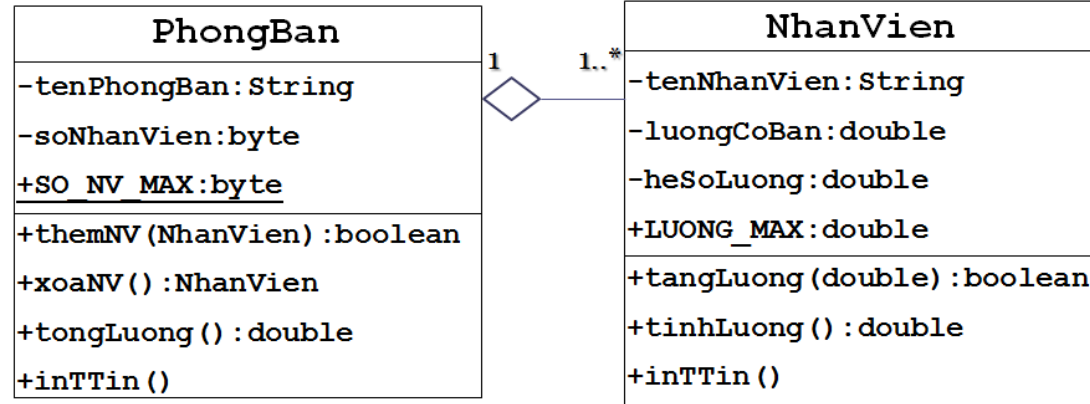 PhongBan
-tenPhongBan:String
-soNhanVien:byte
+SO_NV_MAX:byte
+themNV(NhanVien):boolean
+xoaNV():NhanVien
+tongLuong():double
+inTTin()
1
1..*
NhanVien
-tenNhanVien:String
-luongCoBan:double
-heSoLuong:double
+LUONG_MAX:double
+tangLuong(double):boolean
+tinhLuong():double
+inTTin()